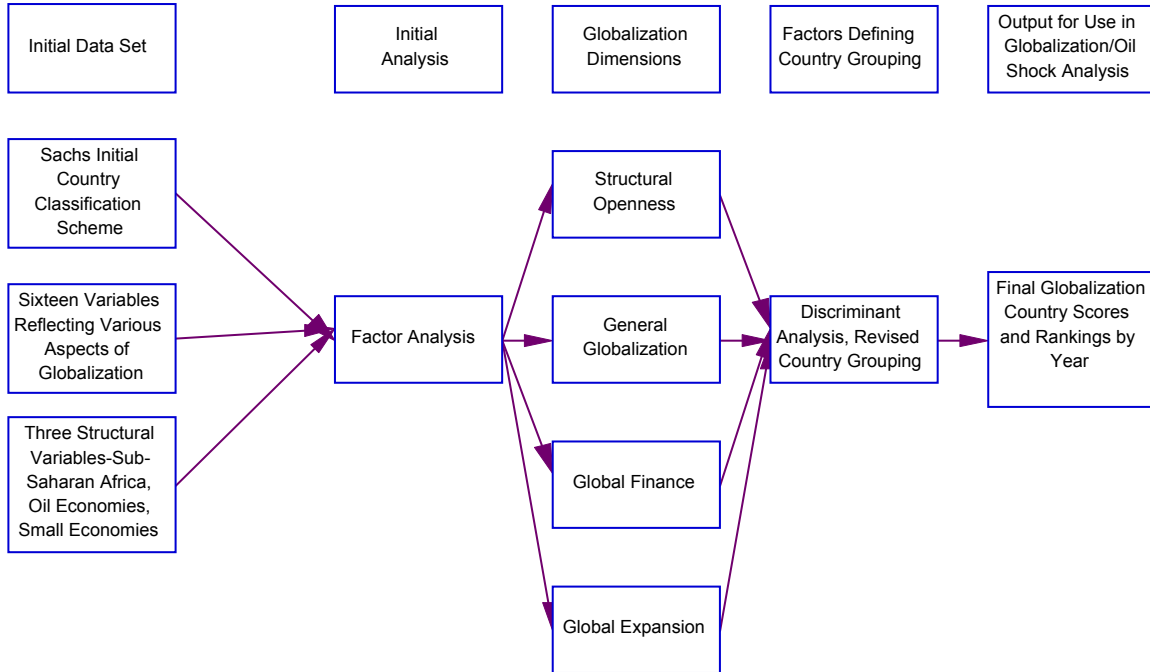 Initial Data Set
Initial
Analysis
Globalization
Dimensions
Factors Defining
Country Grouping
Output for Use in
Globalization/Oil
Shock Analysis
Sachs Initial
Country
Classification
Scheme
Sixteen Variables
Reflecting Various
Aspects of
Globalization
Three Structural
Variables-Sub-
Saharan Africa,
Oil Economies,
Small Economies
Factor Analysis
Structural
Openness
General
Globalization
Global Finance
Global Expansion
Discriminant
Analysis, Revised
Country Grouping
Final Globalization
Country Scores
and Rankings by
Year